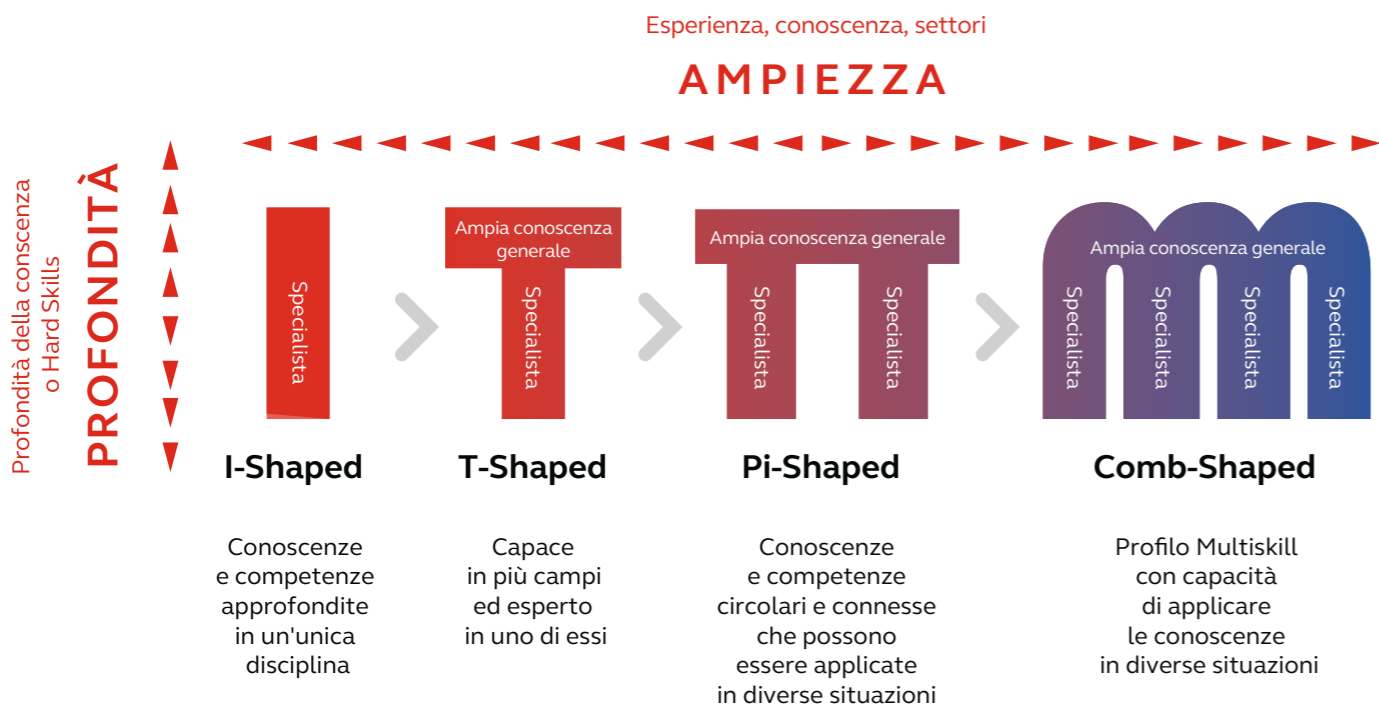 Esperienza, conoscenza, settori
AMPIEZZA
Profondità della conscenza
o Hard Skills
PROFONDITÀ
Specialista
Ampia conoscenza
generale
Specialista
Ampia conoscenza generale
Specialista
Specialista
Ampia conoscenza generale
Specialista
Specialista
Specialista
Specialista
I-Shaped
T-Shaped
Pi-Shaped
Comb-Shaped
Conoscenze
e competenze
approfondite
in un'unica
disciplina
Capace
in più campi
ed esperto
in uno di essi
Conoscenze
e competenze
circolari e connesse
che possono
essere applicate
in diverse situazioni
Profilo Multiskill
con capacità
di applicare
le conoscenze
in diverse situazioni